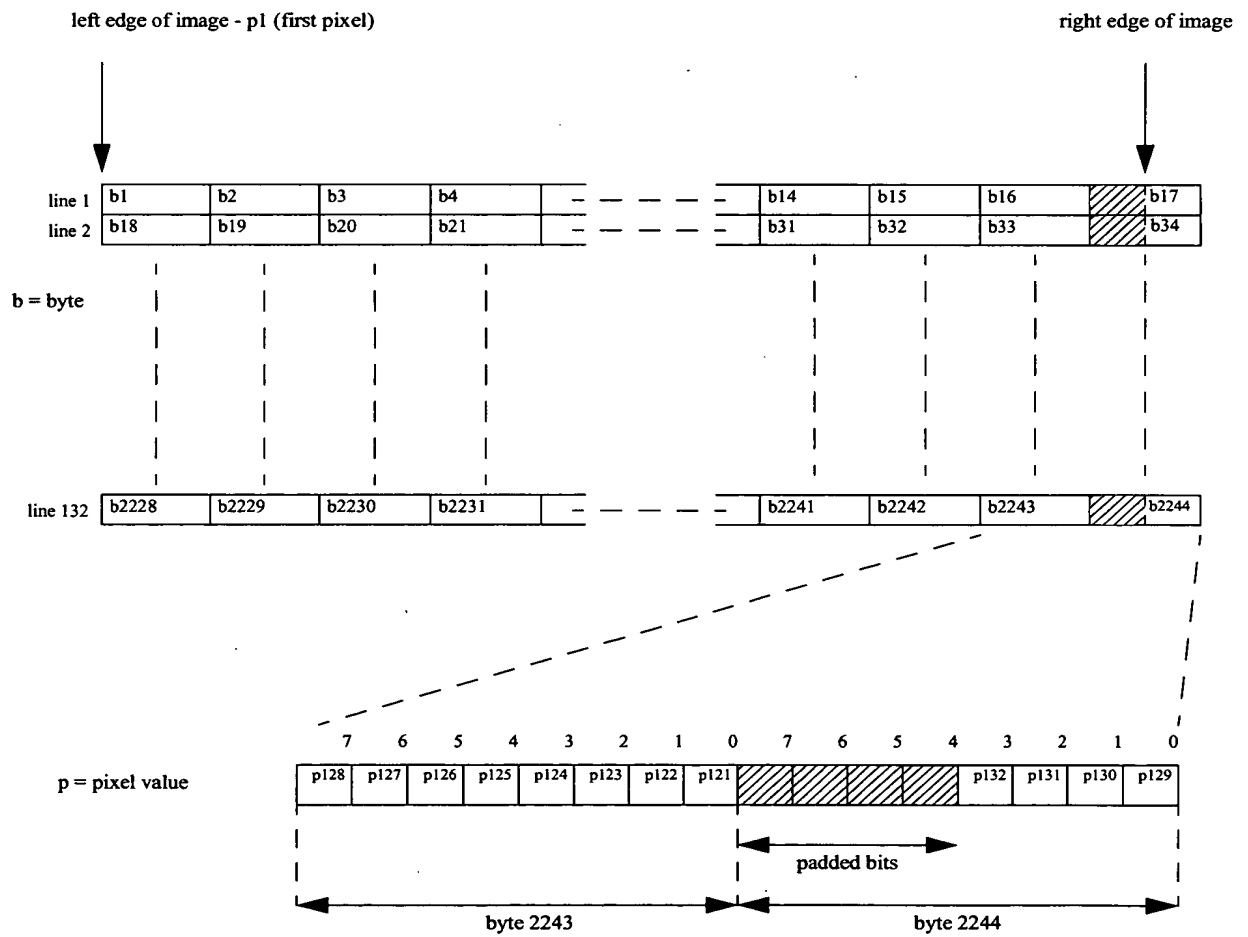 left edge of image - p1 (first pixel) right edge of image
line 1 b1 b2 b3 b4 b14 b15 b16 b17
line 2 b18 b19 b20 b21 b31 b32 b33 b34
b = byte
line 132 b2228 b2229 b2230 b2231 b2241 b2242 b2243 b2244
7 6 5 4 3 2 1 0 7 6 5 4 3 2 1 0
p = pixel value p128 p127 p126 p125 p124 p123 p122 p121 p132 p131 p130 p129
padded bits
byte 2243 byte 2244